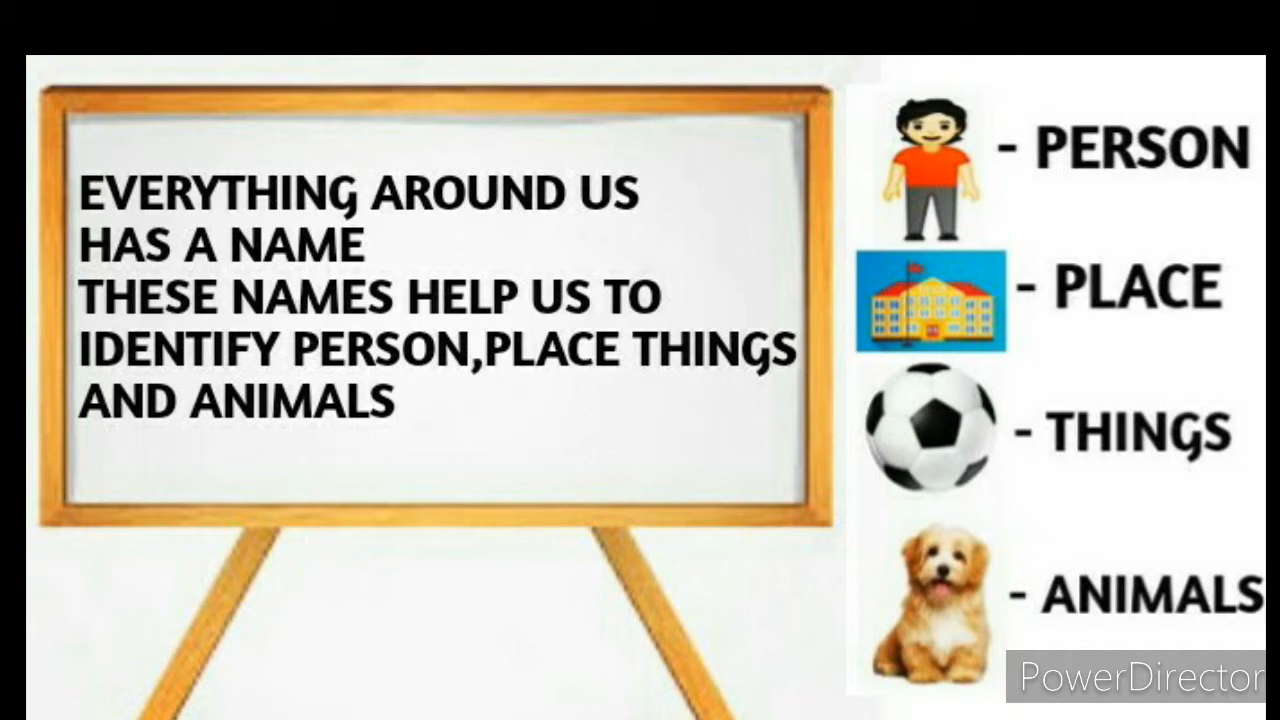 EVERYTHING AROUND US
HAS A NAME
THESE NAMES HELP US TO
IDENTIFY PERSON,PLACE THINGS
AND ANIMALS
- PERSON
- PLACE
- THINGS
- ANIMALS
PowerDirector